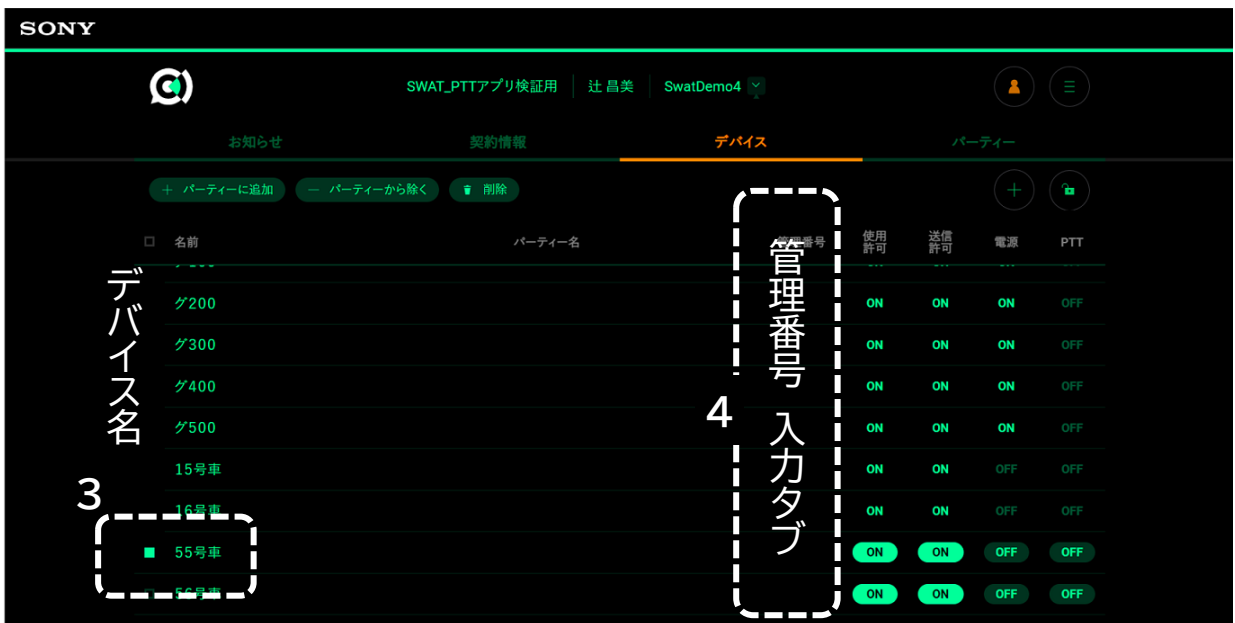 SONY
SWAT_PTTアプリ検証用 辻 昌美 SwatDemo4
お知らせ 契約情報 デバイス パーティー
＋ パーティーに追加 － パーティーから除く 削除
名前 パーティー名 管理番号 使用許可 送信許可 電源 PTT
デバイス名
管理番号 入力タブ
グ200 ON ON ON OFF
グ300 ON ON ON OFF
グ400 ON ON ON OFF
4
グ500 ON ON ON OFF
15号車 ON ON OFF OFF
3
16号車 ON ON OFF OFF
55号車 ON ON OFF OFF
56号車 ON ON OFF OFF